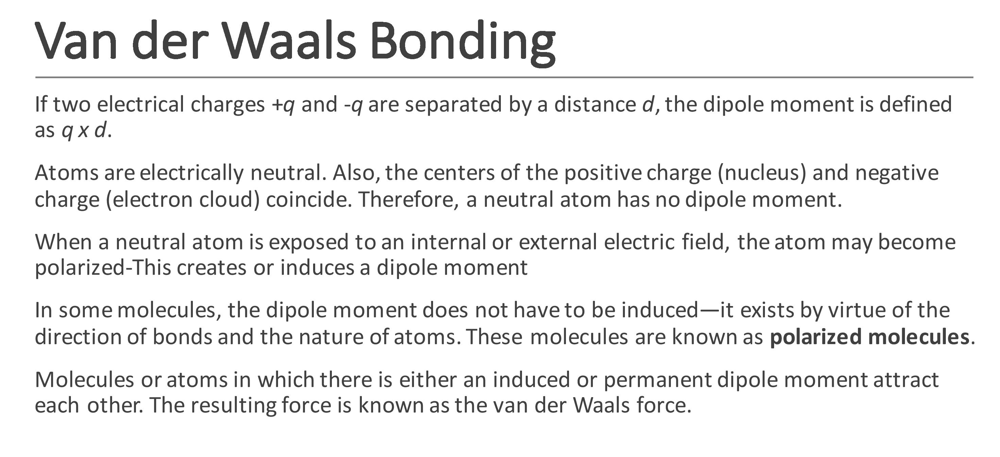 Van der Waals Bonding
If two electrical charges +q and -q are separated by a distance d, the dipole moment is defined
as q x d.
Atoms are electrically neutral. Also, the centers of the positive charge (nucleus) and negative
charge (electron cloud) coincide. Therefore, a neutral atom has no dipole moment.
When a neutral atom is exposed to an internal or external electric field, the atom may become
polarized-This creates or induces a dipole moment
In some molecules, the dipole moment does not have to be induced—it exists by virtue of the
direction of bonds and the nature of atoms. These molecules are known as polarized molecules.
Molecules or atoms in which there is either an induced or permanent dipole moment attract
each other. The resulting force is known as the van der Waals force.